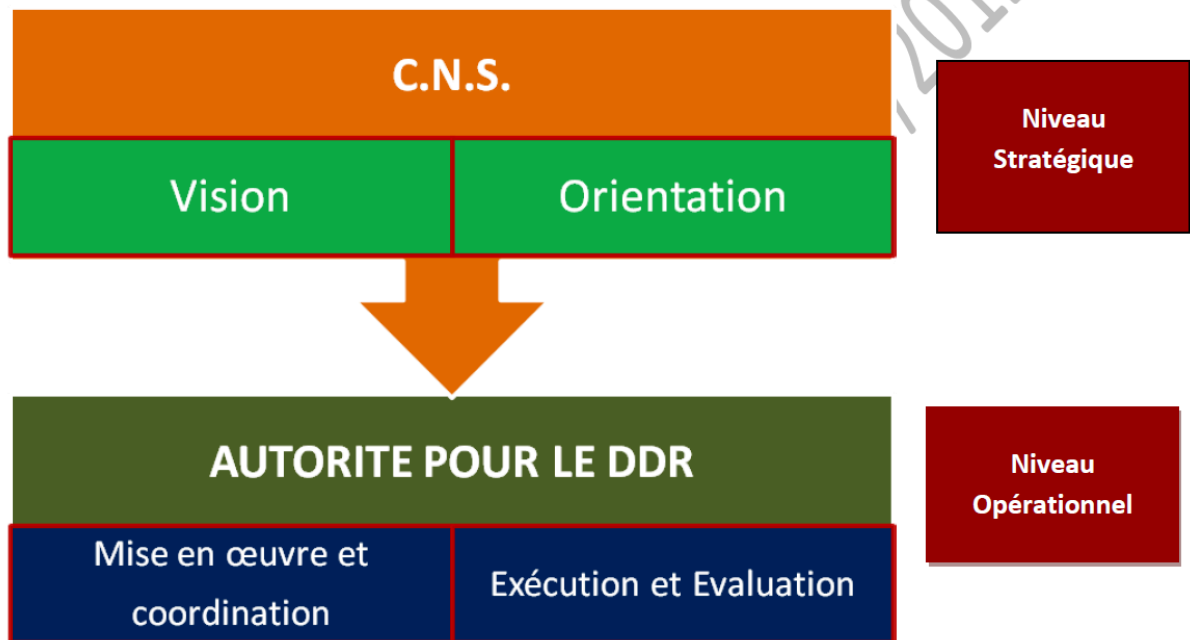 C.N.S.
Niveau
Stratégique
Vision
Orientation
AUTORITE POUR LE DDR
Niveau
Opérationnel
Mise en œuvre et
coordination
Exécution et Evaluation